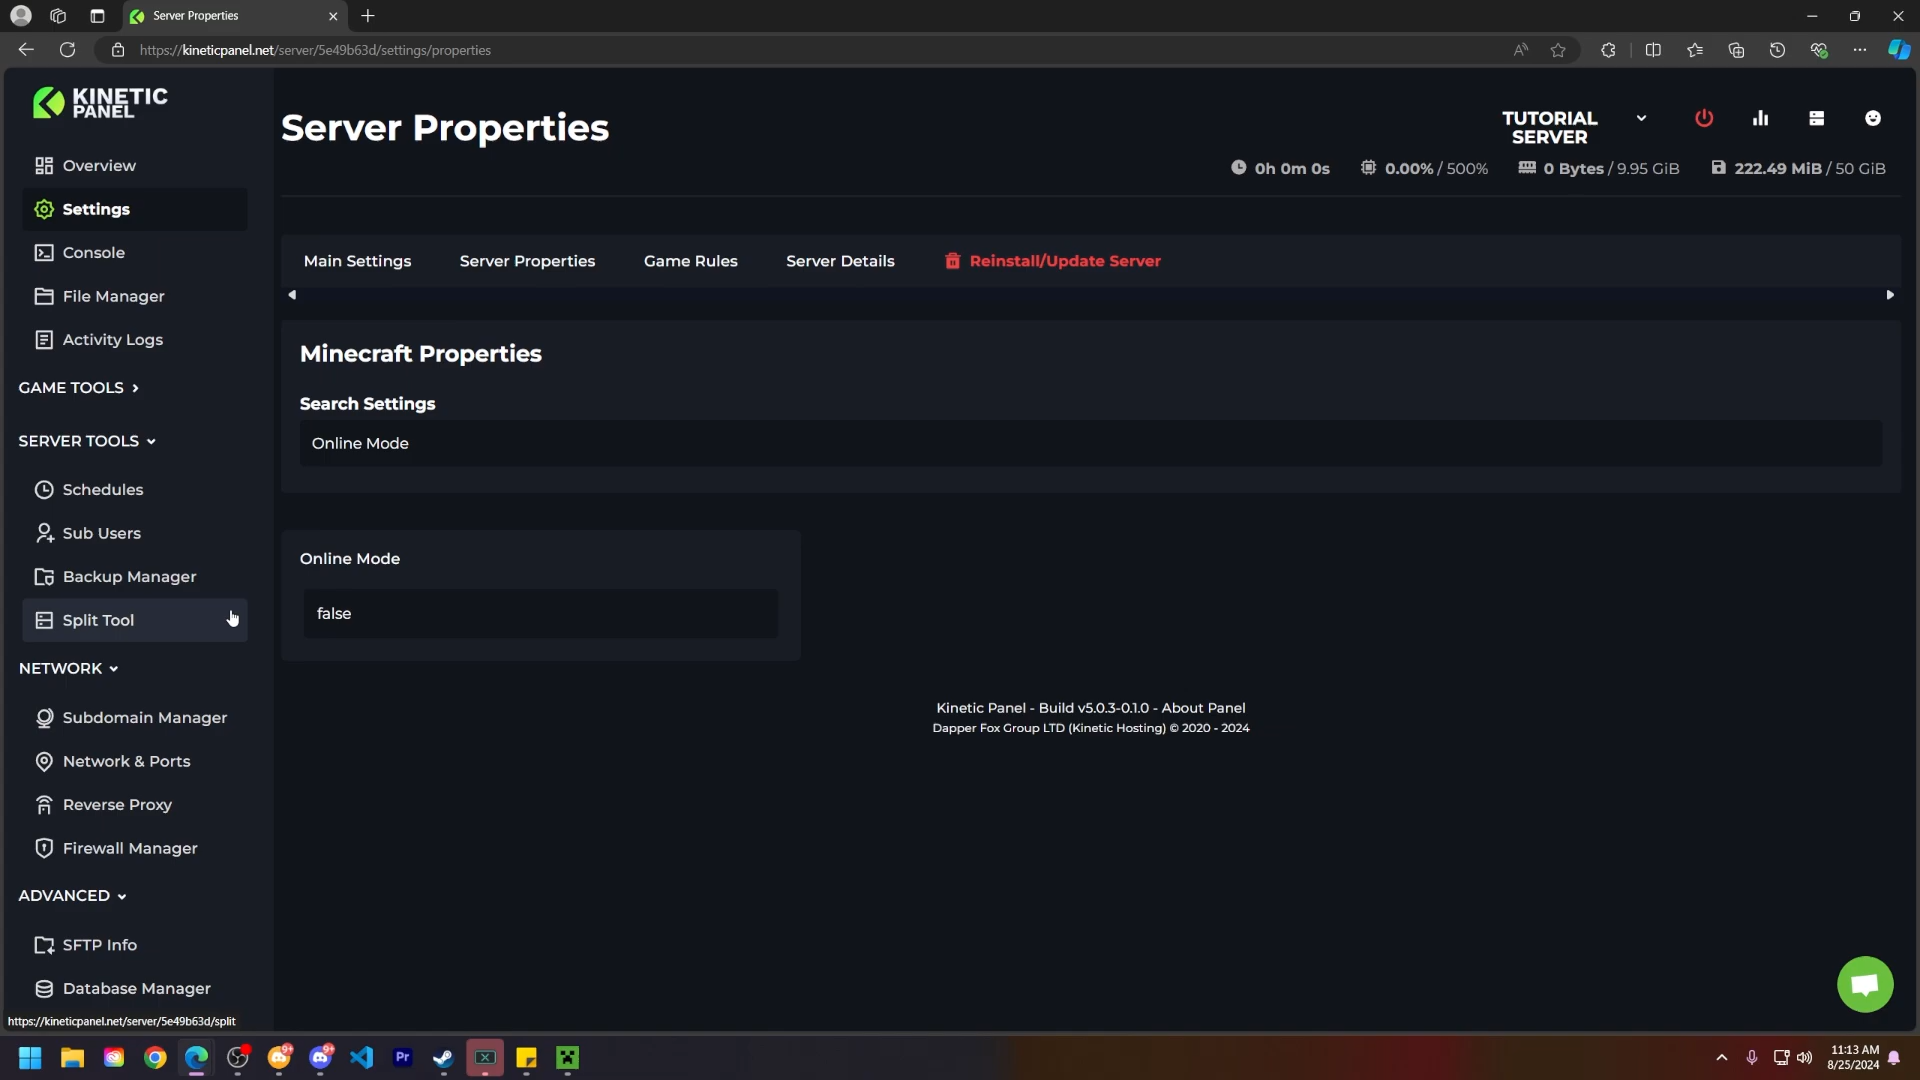 Server Properties
https://kineticpanel.net/server/5e49b63d/settings/properties
KINETIC
PANEL
Server Properties
TUTORIAL
SERVER
0h 0m 0s
0.00% / 500%
0 Bytes / 9.95 GiB
222.49 MiB / 50 GiB
Overview
Settings
Console
File Manager
Activity Logs
GAME TOOLS
SERVER TOOLS
Schedules
Sub Users
Backup Manager
Split Tool
NETWORK
Subdomain Manager
Network & Ports
Reverse Proxy
Firewall Manager
ADVANCED
SFTP Info
Database Manager
https://kineticpanel.net/server/5e49b63d/split
Main Settings
Server Properties
Game Rules
Server Details
Reinstall/Update Server
Minecraft Properties
Search Settings
Online Mode
Online Mode
false
Kinetic Panel - Build v5.0.3-0.1.0 - About Panel
Dapper Fox Group LTD (Kinetic Hosting) © 2020 - 2024
9+
9+
Pr
11:13 AM
8/25/2024